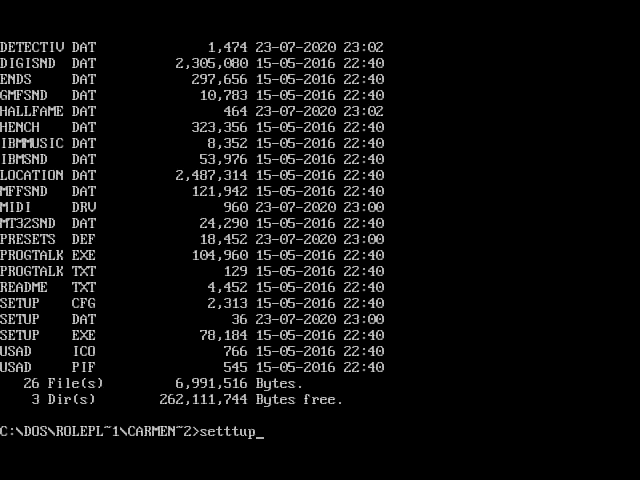 DETECTIV DAT 1,474 23-07-2020 23:02
DIGISND DAT 2,305,080 15-05-2016 22:40
ENDS DAT 297,656 15-05-2016 22:40
GMFSND DAT 10,783 15-05-2016 22:40
HALLFAME DAT 464 23-07-2020 23:02
HENCH DAT 323,356 15-05-2016 22:40
IBMMUSIC DAT 8,352 15-05-2016 22:40
IBMSND DAT 53,976 15-05-2016 22:40
LOCATION DAT 2,487,314 15-05-2016 22:40
MFFSND DAT 121,942 15-05-2016 22:40
MIDI DRV 960 23-07-2020 23:00
MT32SND DAT 24,290 15-05-2016 22:40
PRESETS DEF 18,452 23-07-2020 23:00
PROGTALK EXE 104,960 15-05-2016 22:40
PROGTALK TXT 129 15-05-2016 22:40
README TXT 4,452 15-05-2016 22:40
SETUP CFG 2,313 15-05-2016 22:40
SETUP DAT 36 23-07-2020 23:00
SETUP EXE 78,184 15-05-2016 22:40
USAD ICO 766 15-05-2016 22:40
USAD PIF 545 15-05-2016 22:40
26 File(s) 6,991,516 Bytes.
3 Dir(s) 262,111,744 Bytes free.
C:\DOS\ROLEPL~1\CARMEN~2>setttup_